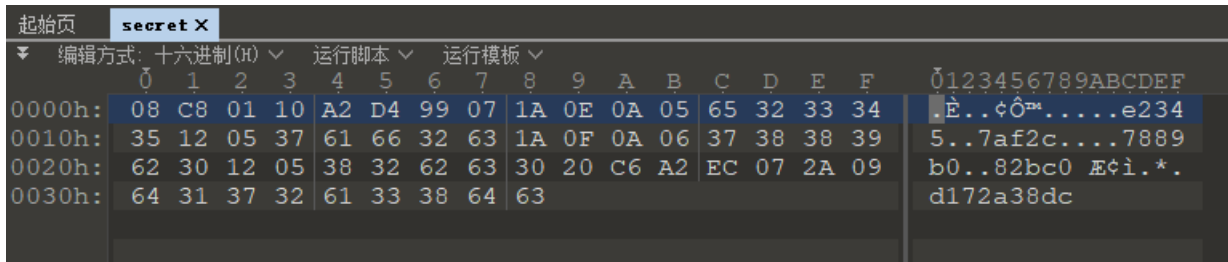 起始页 secret X
编辑方式: 十六进制(H) 运行脚本 运行模板
0 1 2 3 4 5 6 7 8 9 A B C D E F 0123456789ABCDEF
0000h: 08 C8 01 10 A2 D4 99 07 1A 0E 0A 05 65 32 33 34 .È..¢Ô™.....e234
0010h: 35 12 05 37 61 66 32 63 1A 0F 0A 06 37 38 38 39 5..7af2c....7889
0020h: 62 30 12 05 38 32 62 63 30 20 C6 A2 EC 07 2A 09 b0..82bc0 Æ¢ì.*.
0030h: 64 31 37 32 61 33 38 64 63 d172a38dc